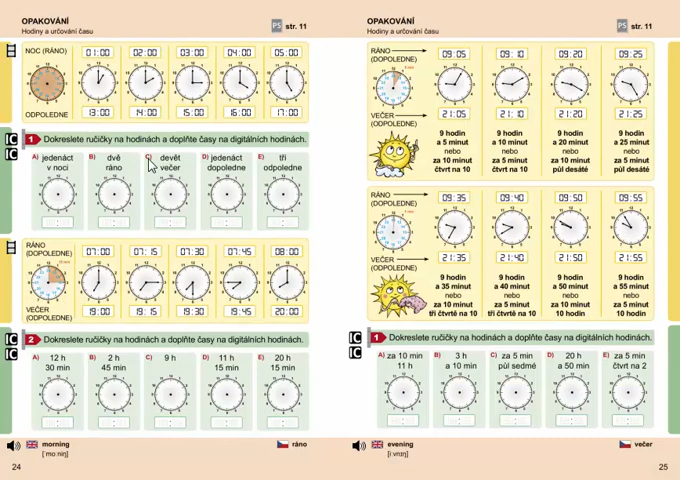 OPAKOVÁNÍ
Hodiny a určování času
PS str. 11
NOC (RÁNO)
01:00 02:00 03:00 04:00 05:00
ODPOLEDNE
13:00 14:00 15:00 16:00 17:00
1 Dokreslete ručičky na hodinách a doplňte časy na digitálních hodinách.
A) jedenáct v noci
B) dvě ráno
C) devět večer
D) jedenáct dopoledne
E) tři odpoledne
RÁNO (DOPOLEDNE)
07:00 07:15 07:30 07:45 08:00
VEČER (ODPOLEDNE)
19:00 19:15 19:30 19:45 20:00
2 Dokreslete ručičky na hodinách a doplňte časy na digitálních hodinách.
A) 12 h 30 min
B) 2 h 45 min
C) 9 h
D) 11 h 15 min
E) 20 h 15 min
morning
ráno
24
OPAKOVÁNÍ
Hodiny a určování času
PS str. 11
RÁNO (DOPOLEDNE)
09:05 09:10 09:20 09:25
VEČER (ODPOLEDNE)
21:05 21:10 21:20 21:25
9 hodin a 5 minut nebo za 10 minut čtvrt na 10
9 hodin a 10 minut nebo za 5 minut čtvrt na 10
9 hodin a 20 minut nebo za 10 minut půl desáté
9 hodin a 25 minut nebo za 5 minut půl desáté
RÁNO (DOPOLEDNE)
09:35 09:40 09:50 09:55
VEČER (ODPOLEDNE)
21:35 21:40 21:50 21:55
9 hodin a 35 minut nebo za 10 minut tři čtvrtě na 10
9 hodin a 40 minut nebo za 5 minut tři čtvrtě na 10
9 hodin a 50 minut nebo za 10 minut 10 hodin
9 hodin a 55 minut nebo za 5 minut 10 hodin
1 Dokreslete ručičky na hodinách a doplňte časy na digitálních hodinách.
A) za 10 min 11 h
B) 3 h a 10 min
C) za 5 min půl sedmé
D) 20 h a 50 min
E) za 5 min čtvrt na 2
evening
večer
25